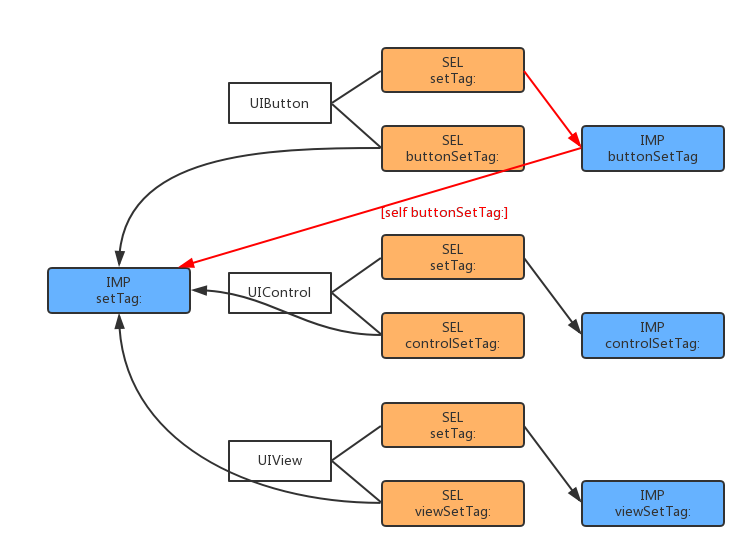 SEL
setTag:
UIButton
SEL
buttonSetTag:
IMP
buttonSetTag
[self buttonSetTag:]
SEL
setTag:
IMP
setTag:
UIControl
SEL
controlSetTag:
IMP
controlSetTag:
SEL
setTag:
UIView
SEL
viewSetTag:
IMP
viewSetTag: